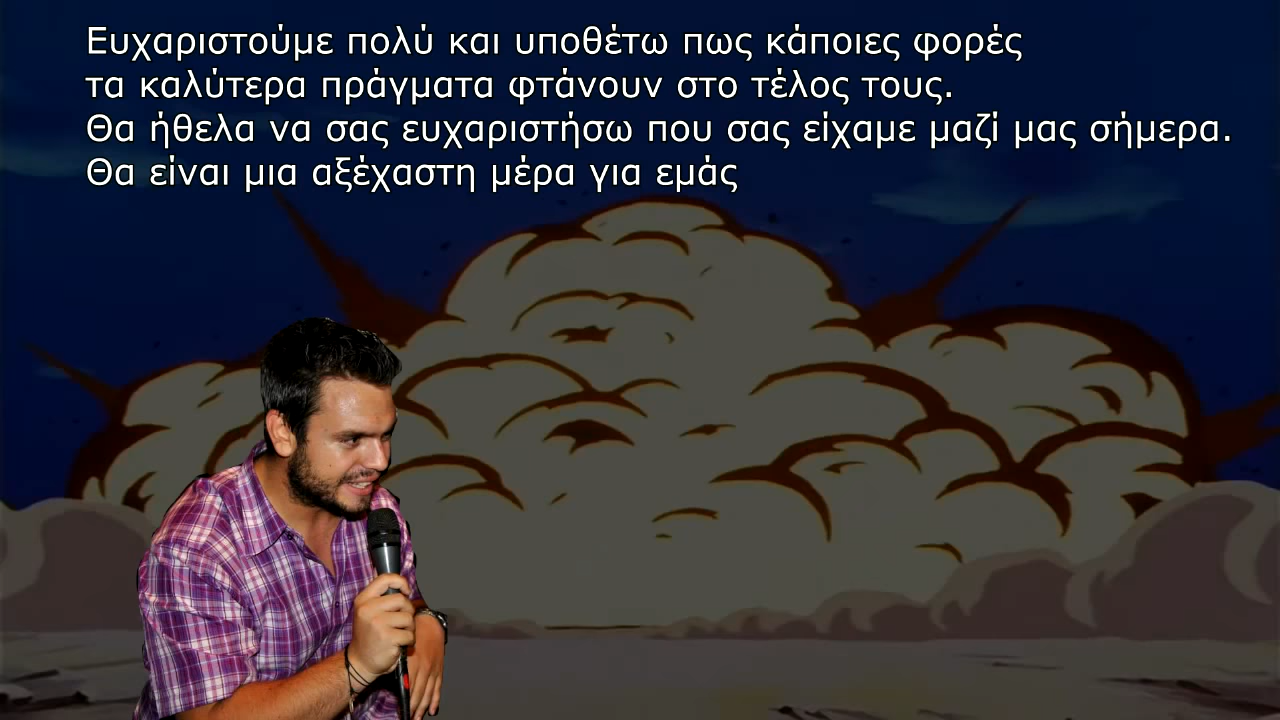 Ευχαριστούμε πολύ και υποθέτω πως κάποιες φορές
τα καλύτερα πράγματα φτάνουν στο τέλος τους.
Θα ήθελα να σας ευχαριστήσω που σας είχαμε μαζί μας σήμερα.
Θα είναι μια αξέχαστη μέρα για εμάς